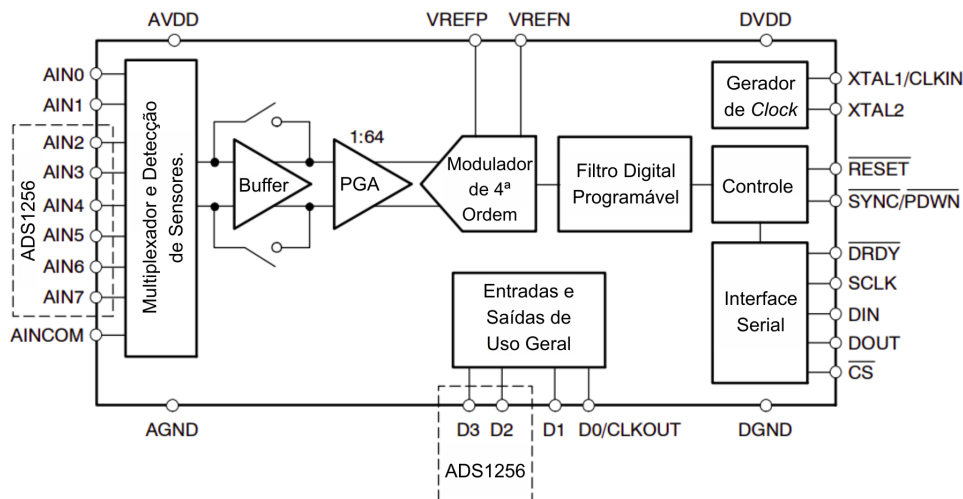 AVDD
VREFP
VREFN
DVDD
AIN0
AIN1
AIN2
AIN3
AIN4
AIN5
AIN6
AIN7
AINCOM
ADS1256
Multiplexador e Detecção
de Sensores.
Buffer
1:64
PGA
Modulador
de 4ª
Ordem
Filtro Digital
Programável
Gerador
de Clock
XTAL1/CLKIN
XTAL2
Controle
RESET
SYNC/PDWN
Interface
Serial
DRDY
SCLK
DIN
DOUT
CS
Entradas e
Saídas de
Uso Geral
AGND
D3
D2
D1
D0/CLKOUT
DGND
ADS1256